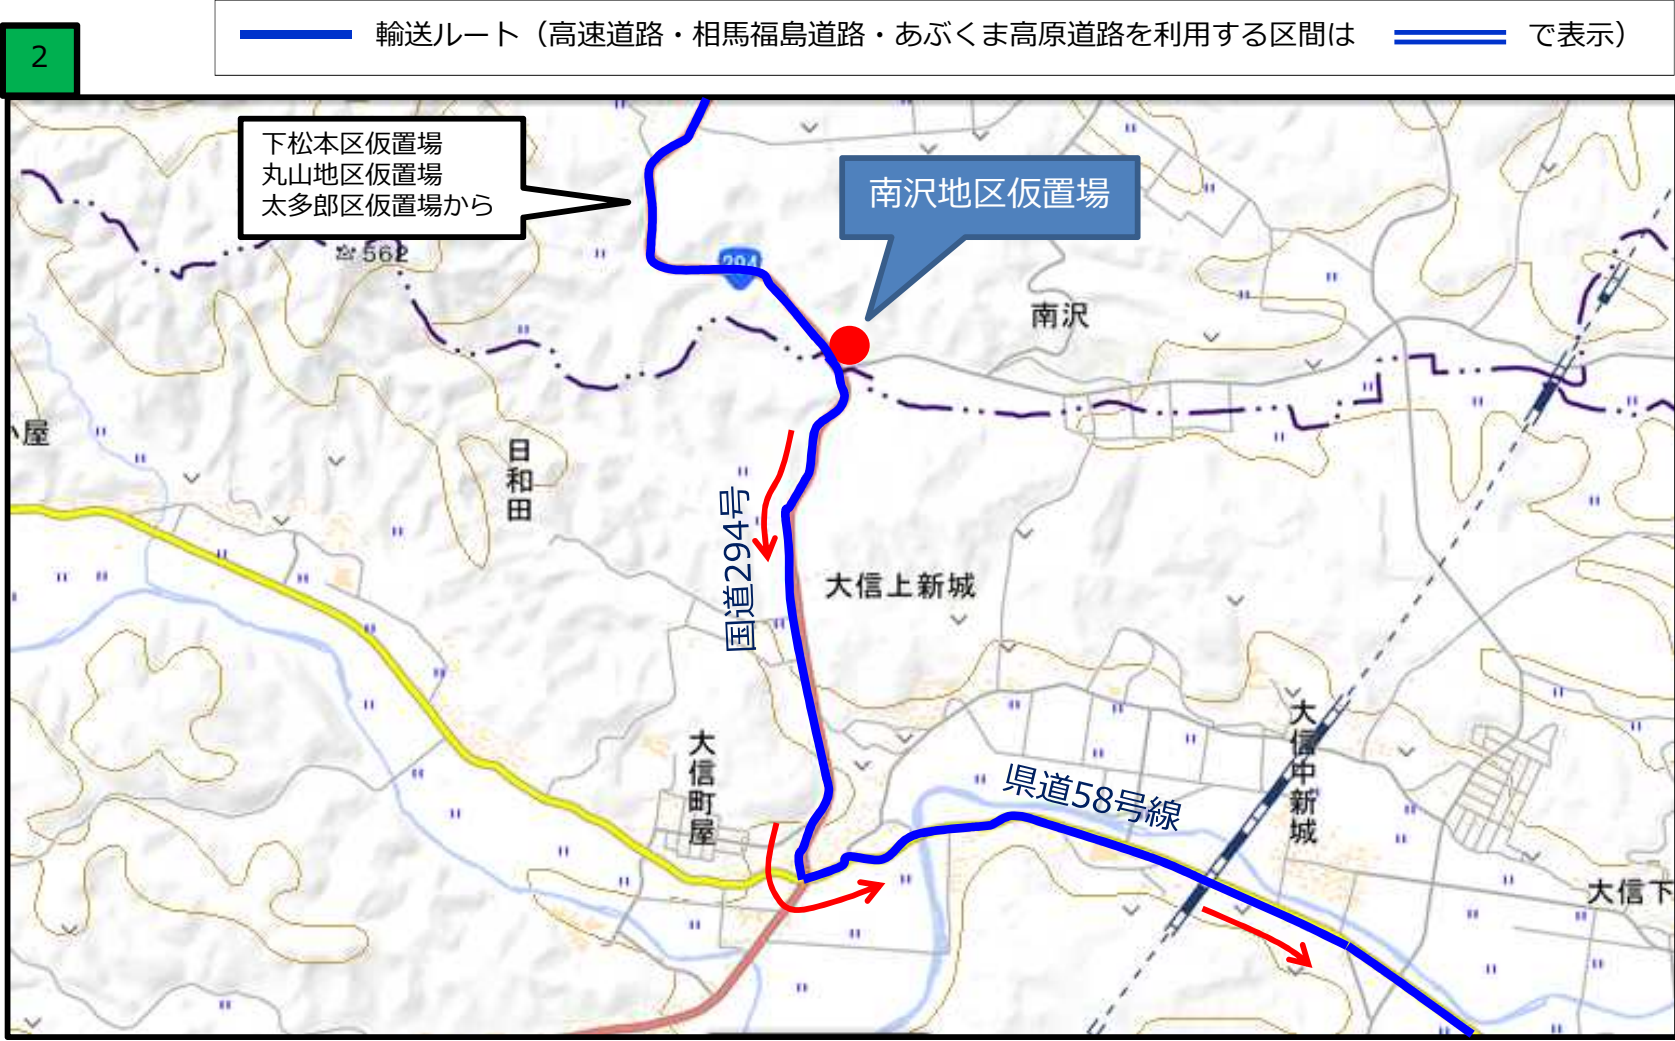 2
輸送ルート（高速道路・相馬福島道路・あぶくま高原道路を利用する区間は　で表示）
下松本区仮置場
丸山地区仮置場
太多郎区仮置場から
南沢地区仮置場
562
294
南沢
屋
日和田
国道294号
大信上新城
大信町屋
県道58号線
大信中新城
大信下